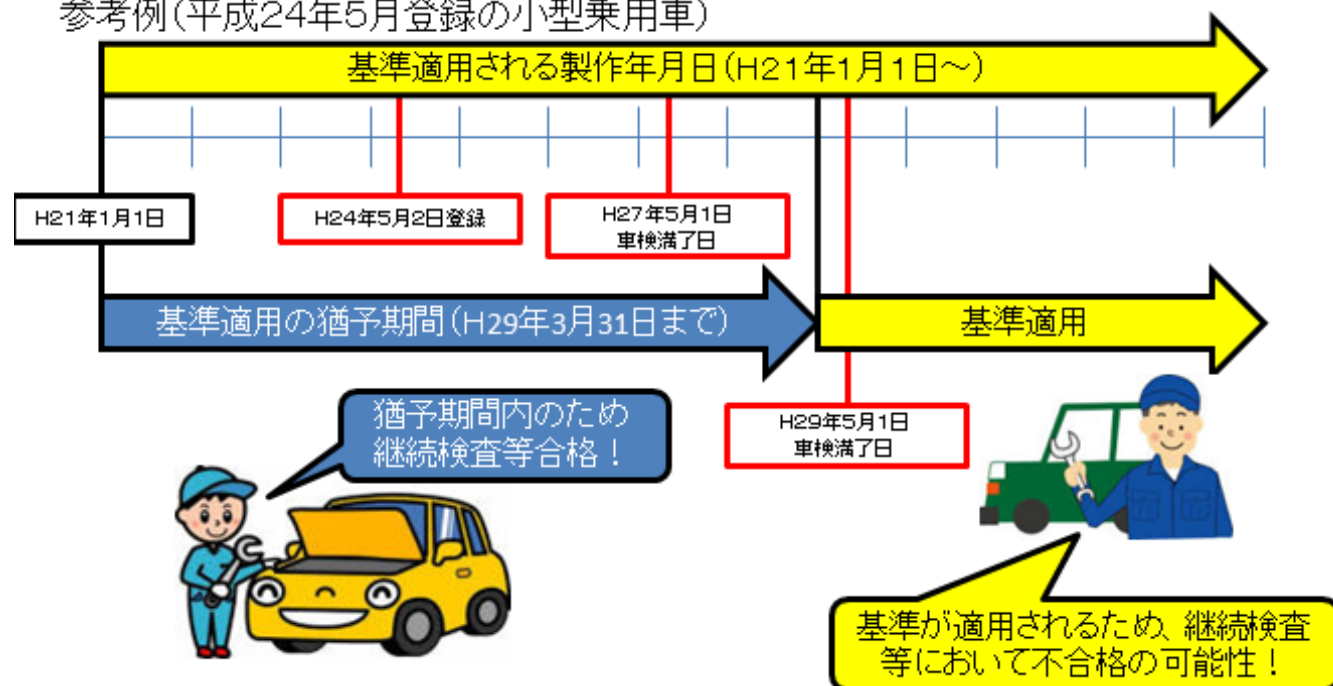 参考例(平成24年5月登録の小型乗用車)
基準適用される製作年月日(H21年1月1日～)
H21年1月1日
H24年5月2日登録
H27年5月1日
車検満了日
基準適用の猶予期間(H29年3月31日まで)
基準適用
猶予期間内のため
継続検査等合格！
H29年5月1日
車検満了日
基準が適用されるため、継続検査
等において不合格の可能性！